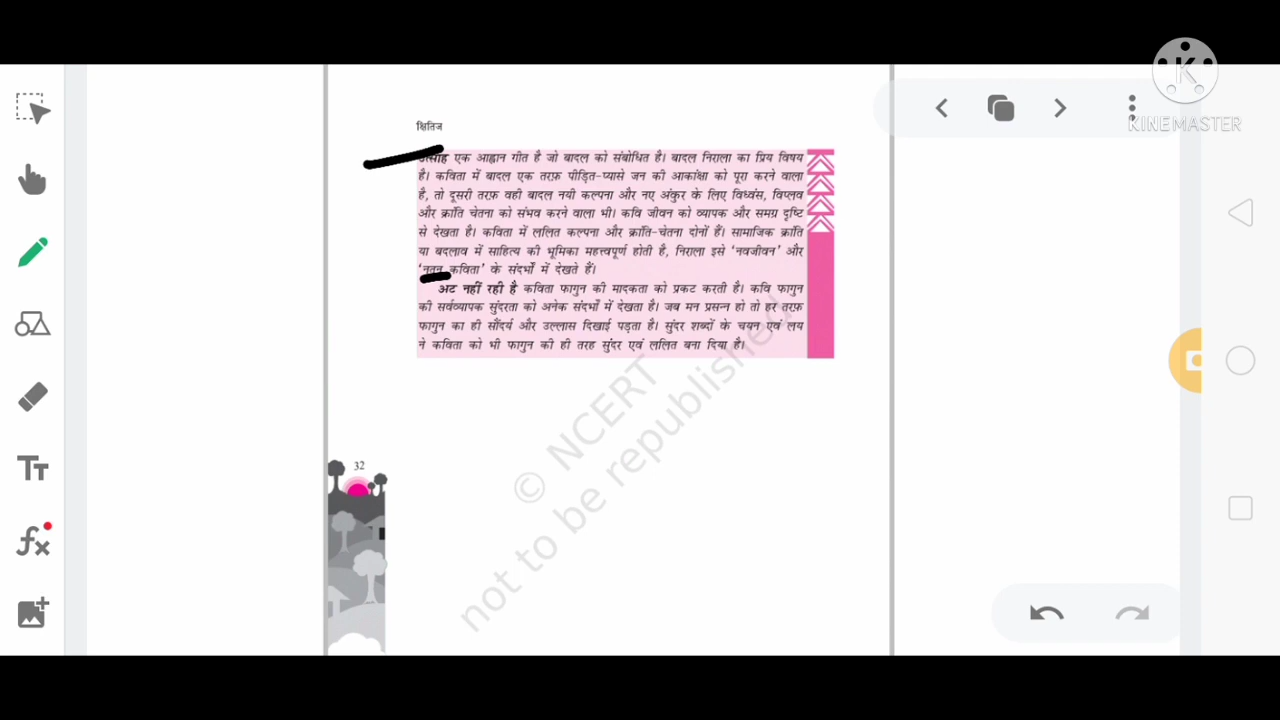 KINEMASTER
क्षितिज
उत्साह एक आह्वान गीत है जो बादल को संबोधित है। बादल निराला का प्रिय विषय
है। कविता में बादल एक तरफ़ पीड़ित-प्यासे जन की आकांक्षा को पूरा करने वाला
है, तो दूसरी तरफ़ वही बादल नयी कल्पना और नए अंकुर के लिए विध्वंस, विप्लव
और क्रांति चेतना को संभव करने वाला भी। कवि जीवन को व्यापक और समग्र दृष्टि
से देखता है। कविता में ललित कल्पना और क्रांति-चेतना दोनों हैं। सामाजिक क्रांति
या बदलाव में साहित्य की भूमिका महत्त्वपूर्ण होती है, निराला इसे ‘नवजीवन’ और
‘नूतन कविता’ के संदर्भों में देखते हैं।
अट नहीं रही है कविता फागुन की मादकता को प्रकट करती है। कवि फागुन
की सर्वव्यापक सुंदरता को अनेक संदर्भों में देखता है। जब मन प्रसन्न हो तो हर तरफ़
फागुन का ही सौंदर्य और उल्लास दिखाई पड़ता है। सुंदर शब्दों के चयन एवं लय
ने कविता को भी फागुन की ही तरह सुंदर एवं ललित बना दिया है।
© NCERT
not to be republished
32
TT
fx